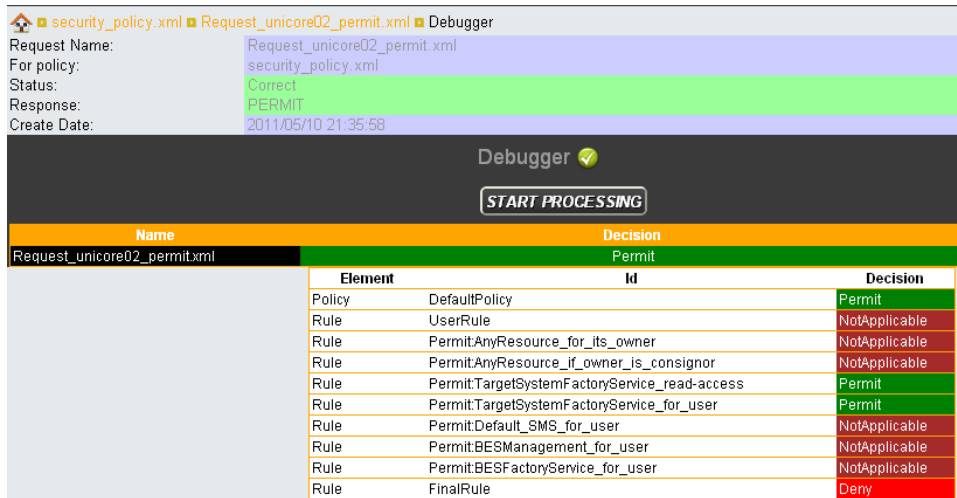 security_policy.xml Request_unicore02_permit.xml Debugger
Request Name: Request_unicore02_permit.xml
For policy: security_policy.xml
Status: Correct
Response: PERMIT
Create Date: 2011/05/10 21:35:58
Debugger
START PROCESSING
Name Decision
Request_unicore02_permit.xml Permit
Element Id Decision
Policy DefaultPolicy Permit
Rule UserRule NotApplicable
Rule Permit:AnyResource_for_its_owner NotApplicable
Rule Permit:AnyResource_if_owner_is_consignor NotApplicable
Rule Permit:TargetSystemFactoryService_read-access Permit
Rule Permit:TargetSystemFactoryService_for_user Permit
Rule Permit:Default_SMS_for_user NotApplicable
Rule Permit:BESManagement_for_user NotApplicable
Rule Permit:BESFactoryService_for_user NotApplicable
Rule FinalRule Deny